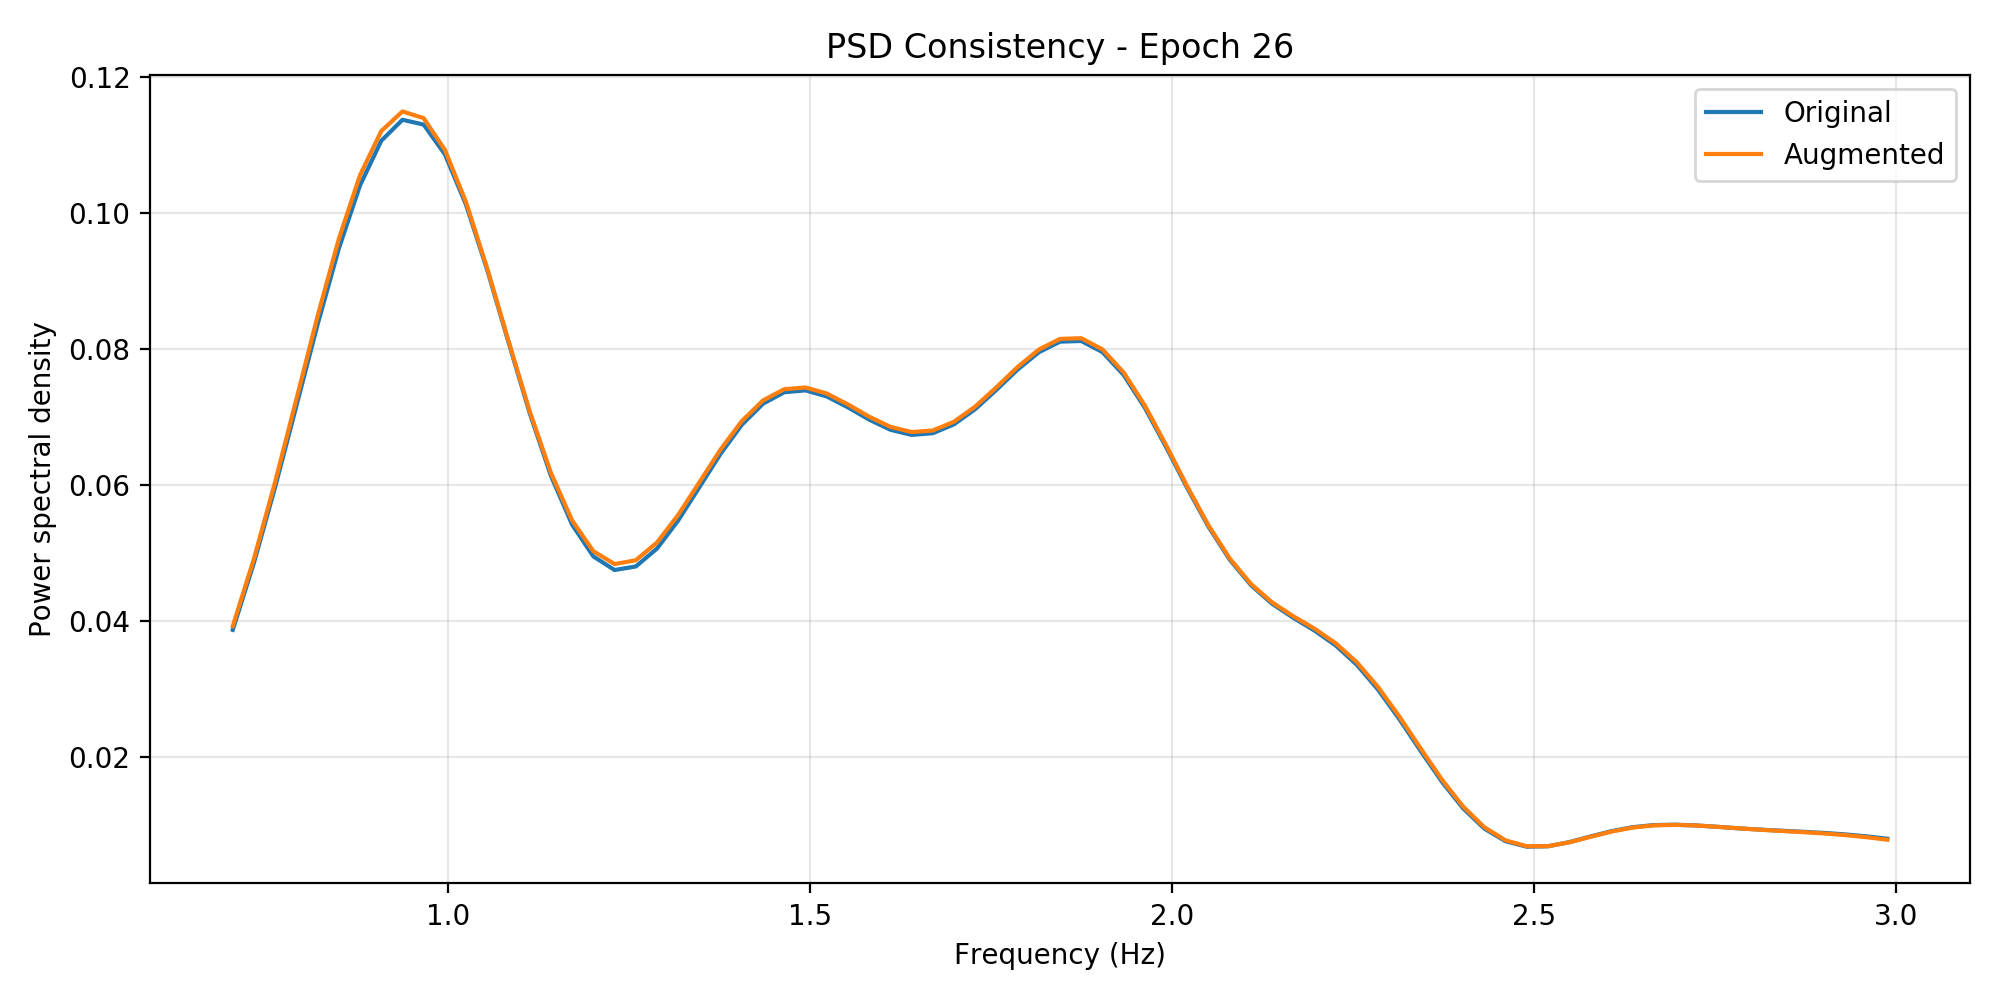 PSD Consistency - Epoch 26
Original
Augmented
Power spectral density
0.12
0.10
0.08
0.06
0.04
0.02
1.0 1.5 2.0 2.5 3.0
Frequency (Hz)